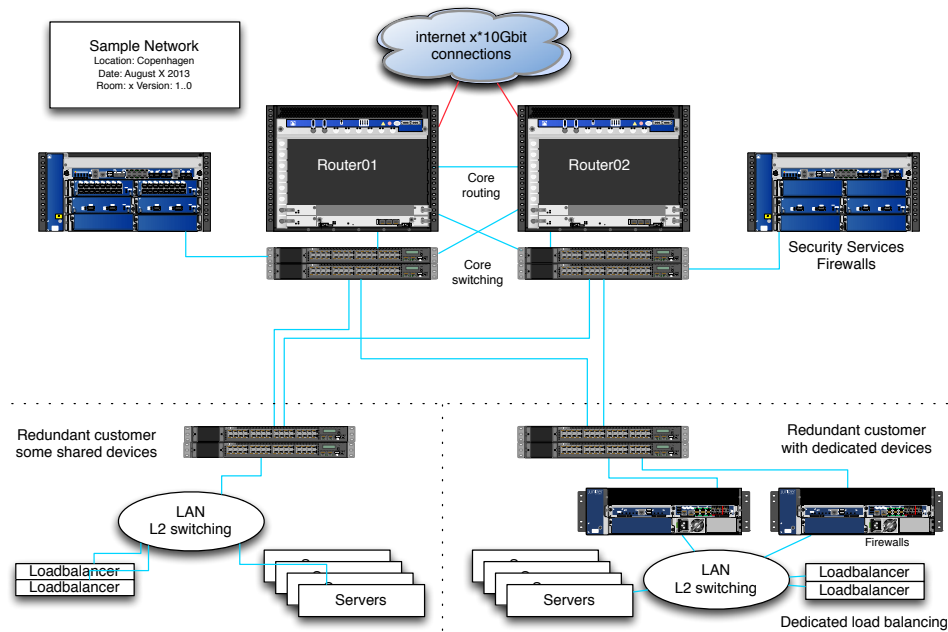 Sample Network
Location: Copenhagen
Date: August X 2013
Room: x Version: 1..0
internet x*10Gbit
connections
Router01
Router02
Core
routing
Core
switching
Security Services
Firewalls
Redundant customer
some shared devices
Redundant customer
with dedicated devices
LAN
L2 switching
Loadbalancer
Loadbalancer
Servers
Firewalls
LAN
L2 switching
Servers
Loadbalancer
Loadbalancer
Dedicated load balancing